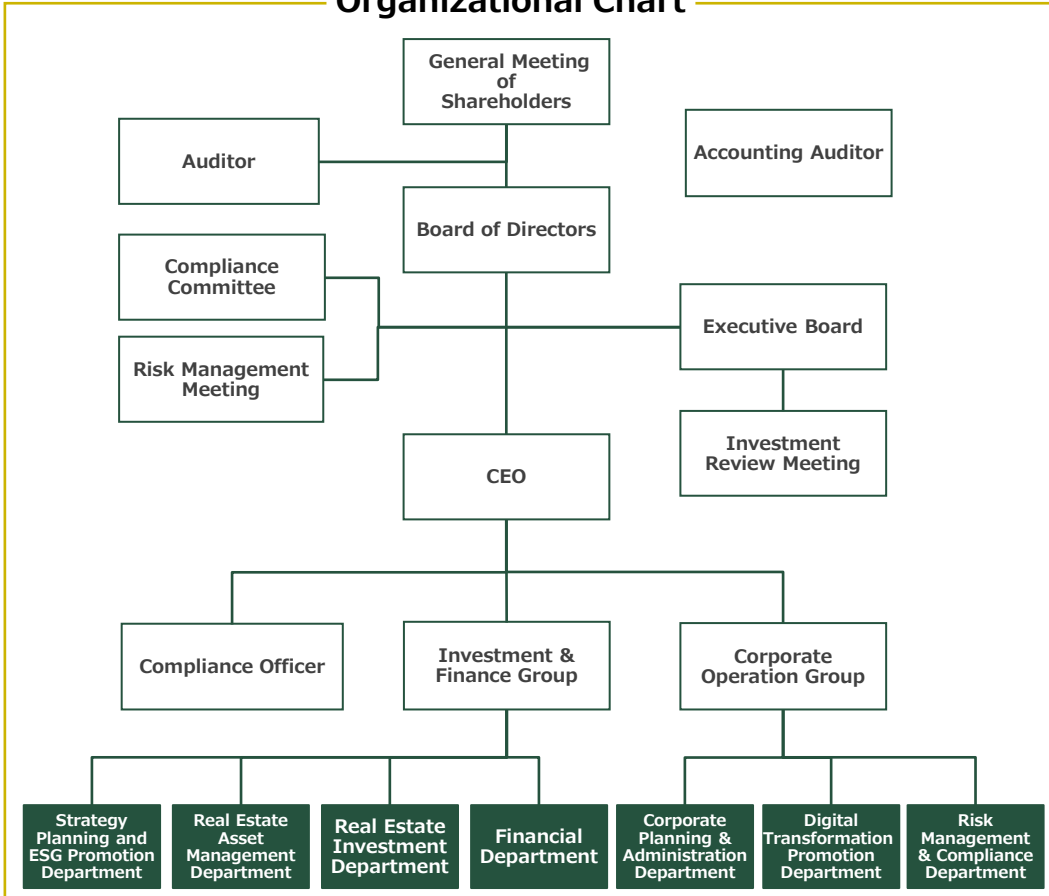 Organizational Chart
General Meeting
of
Shareholders
Auditor
Accounting Auditor
Board of Directors
Compliance
Committee
Executive Board
Risk Management
Meeting
Investment
Review Meeting
CEO
Compliance Officer
Investment &
Finance Group
Corporate
Operation Group
Strategy
Planning and
ESG Promotion
Department
Real Estate
Asset
Management
Department
Real Estate
Investment
Department
Financial
Department
Corporate
Planning &
Administration
Department
Digital
Transformation
Promotion
Department
Risk
Management
& Compliance
Department